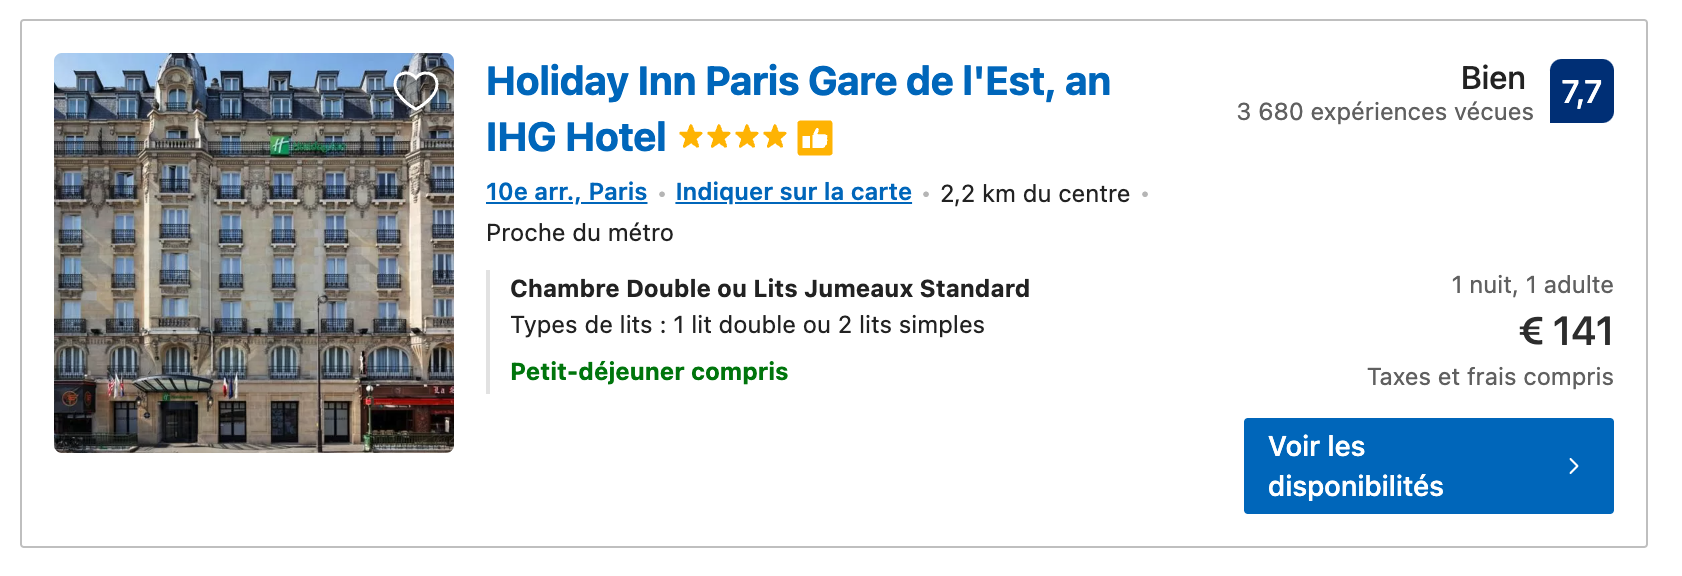 Holiday Inn Paris Gare de l'Est, an
IHG Hotel
10e arr., Paris • Indiquer sur la carte • 2,2 km du centre •
Proche du métro
Chambre Double ou Lits Jumeaux Standard
Types de lits : 1 lit double ou 2 lits simples
Petit-déjeuner compris
Bien
3 680 expériences vécues
7,7
1 nuit, 1 adulte
€ 141
Taxes et frais compris
Voir les
disponibilités